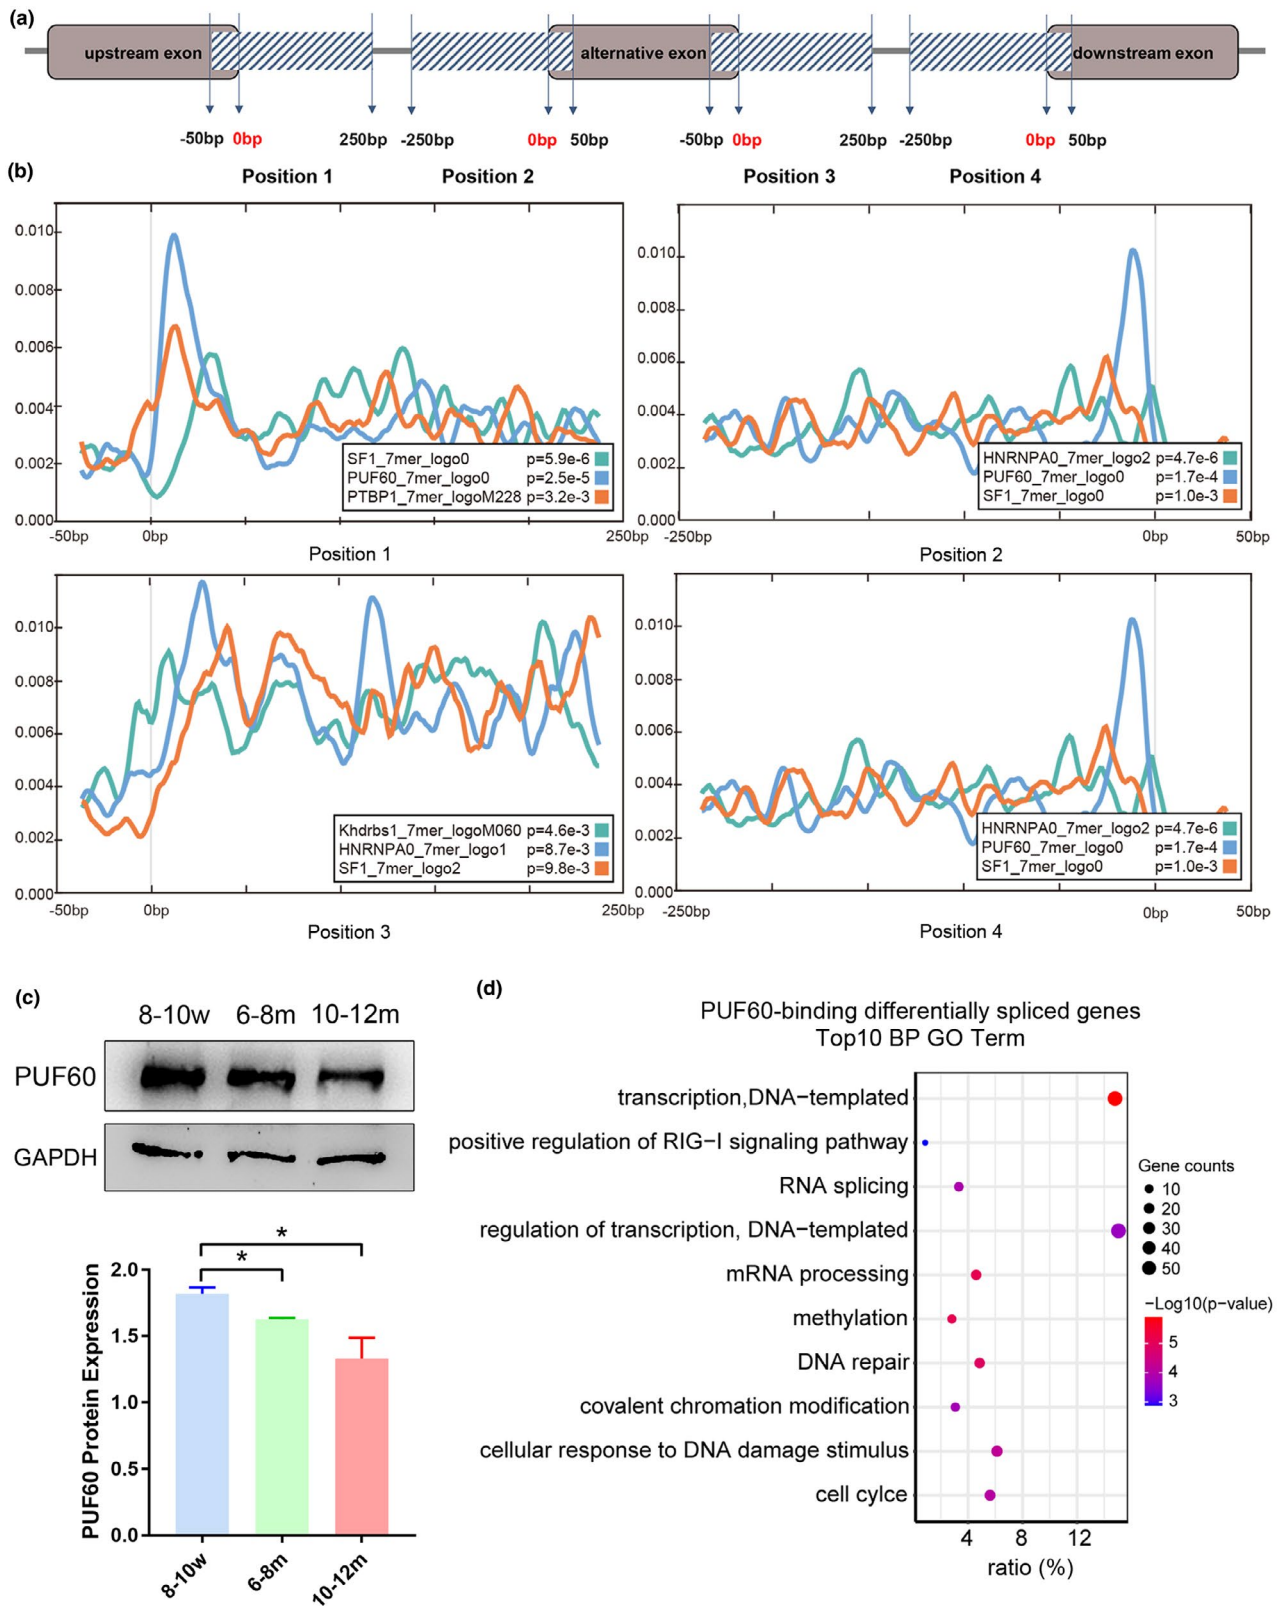 (a)
upstream exon
alternative exon
downstream exon
-50bp 0bp 250bp -250bp 0bp 50bp -50bp 0bp 250bp -250bp 0bp 50bp
(b)
Position 1 Position 2 Position 3 Position 4
0.010
0.008
0.006
0.004
0.002
0.000
SF1_7mer_logo0 p=5.9e-6
PUF60_7mer_logo0 p=2.5e-5
PTBP1_7mer_logoM228 p=3.2e-3
-50bp 0bp 250bp
Position 1
0.010
0.008
0.006
0.004
0.002
0.000
HNRNPA0_7mer_logo2 p=4.7e-6
PUF60_7mer_logo0 p=1.7e-4
SF1_7mer_logo0 p=1.0e-3
-250bp 0bp 50bp
Position 2
0.010
0.008
0.006
0.004
0.002
0.000
Khdrbs1_7mer_logoM060 p=4.6e-3
HNRNPA0_7mer_logo1 p=8.7e-3
SF1_7mer_logo2 p=9.8e-3
-50bp 0bp 250bp
Position 3
0.010
0.008
0.006
0.004
0.002
0.000
HNRNPA0_7mer_logo2 p=4.7e-6
PUF60_7mer_logo0 p=1.7e-4
SF1_7mer_logo0 p=1.0e-3
-250bp 0bp 50bp
Position 4
(c)
8-10w 6-8m 10-12m
PUF60
GAPDH
*
*
PUF60 Protein Expression
2.0
1.5
1.0
0.5
0.0
8-10w
6-8m
10-12m
(d)
PUF60-binding differentially spliced genes
Top10 BP GO Term
transcription,DNA−templated
positive regulation of RIG−I signaling pathway
RNA splicing
regulation of transcription, DNA−templated
mRNA processing
methylation
DNA repair
covalent chromation modification
cellular response to DNA damage stimulus
cell cylce
4 8 12
ratio (%)
Gene counts
10
20
30
40
50
−Log10(p−value)
5
4
3